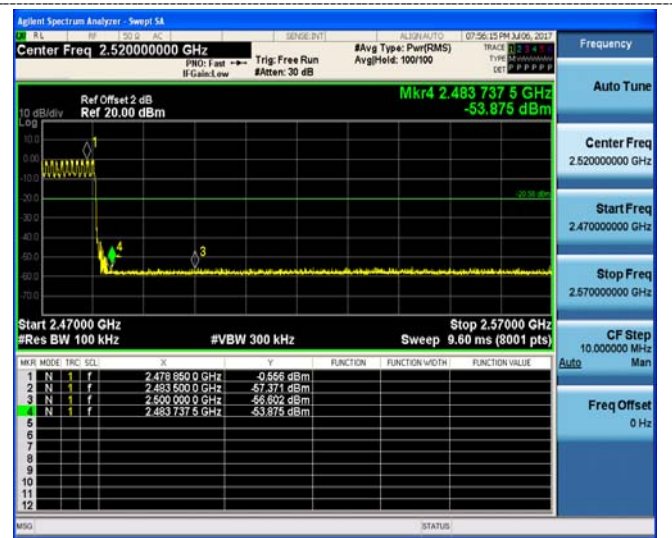 Agilent Spectrum Analyzer - Swept SA
RL RF 50 Ω AC SENSE:INT ALIGN AUTO 07:56:15 PM Jul 06, 2017
Center Freq 2.520000000 GHz #Avg Type: Pwr(RMS) TRACE 1 2 3 4 5 6
PNO: Fast Trig: Free Run Avg|Hold: 100/100 TYPE
IFGain:Low #Atten: 30 dB DET P P P P P P
Frequency
Auto Tune
Ref Offset 2 dB Mkr4 2.483 737 5 GHz
10 dB/div Ref 20.00 dBm -53.875 dBm
Log
10.0
0.00
-10.0
-20.0
-30.0
-40.0
-50.0
-60.0
-70.0
1
4
3
Start 2.47000 GHz Stop 2.57000 GHz
#Res BW 100 kHz #VBW 300 kHz Sweep 9.60 ms (8001 pts)
MKR MODE TRC SCL X Y FUNCTION FUNCTION WIDTH FUNCTION VALUE
1 N 1 f 2.478 850 0 GHz -0.556 dBm
2 N 1 f 2.483 500 0 GHz -57.371 dBm
3 N 1 f 2.500 000 0 GHz -56.602 dBm
4 N 1 f 2.483 737 5 GHz -53.875 dBm
5
6
7
8
9
10
11
12
Center Freq
2.520000000 GHz
Start Freq
2.470000000 GHz
Stop Freq
2.570000000 GHz
CF Step
10.000000 MHz
Auto Man
Freq Offset
0 Hz
MSG STATUS